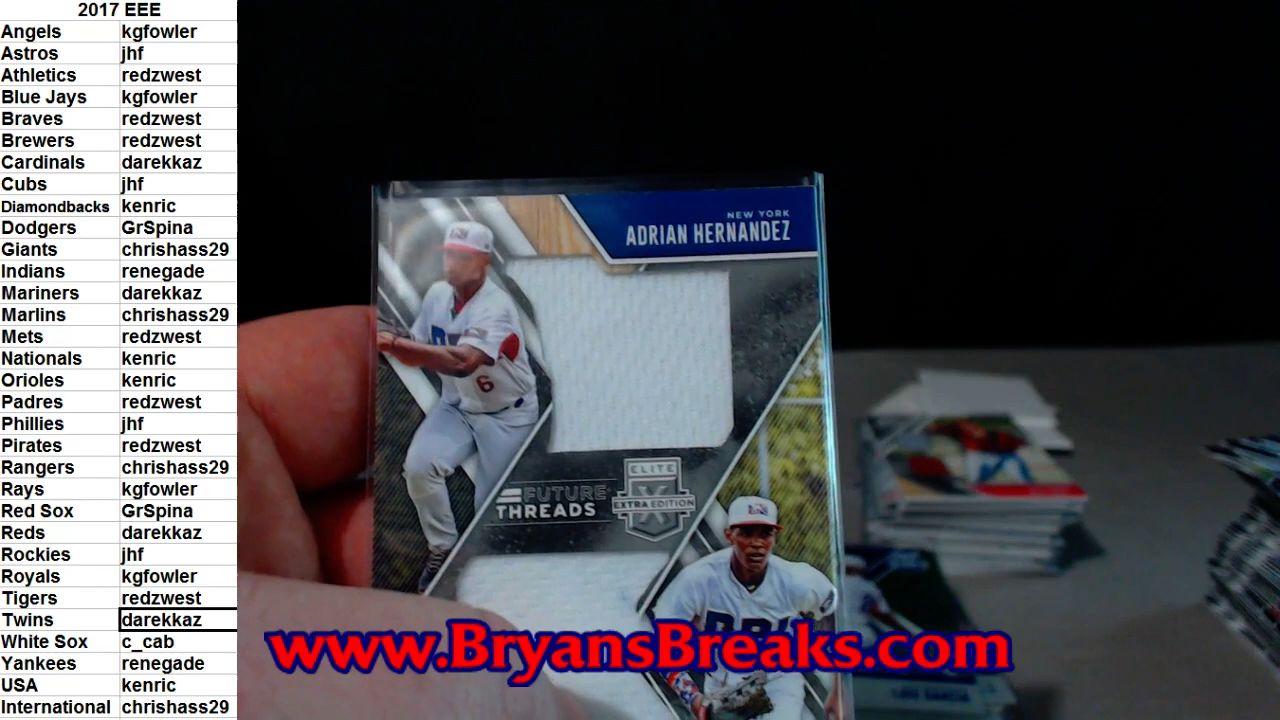 2017 EEE
Angels kgfowler
Astros jhf
Athletics redzwest
Blue Jays kgfowler
Braves redzwest
Brewers redzwest
Cardinals darekkaz
Cubs jhf
Diamondbacks kenric
Dodgers GrSpina
Giants chrishass29
Indians renegade
Mariners darekkaz
Marlins chrishass29
Mets redzwest
Nationals kenric
Orioles kenric
Padres redzwest
Phillies jhf
Pirates redzwest
Rangers chrishass29
Rays kgfowler
Red Sox GrSpina
Reds darekkaz
Rockies jhf
Royals kgfowler
Tigers redzwest
Twins darekkaz
White Sox c_cab
Yankees renegade
USA kenric
International chrishass29
NEW YORK
ADRIAN HERNANDEZ
6
FUTURE
THREADS
ELITE
X
EXTRA EDITION
www.BryansBreaks.com